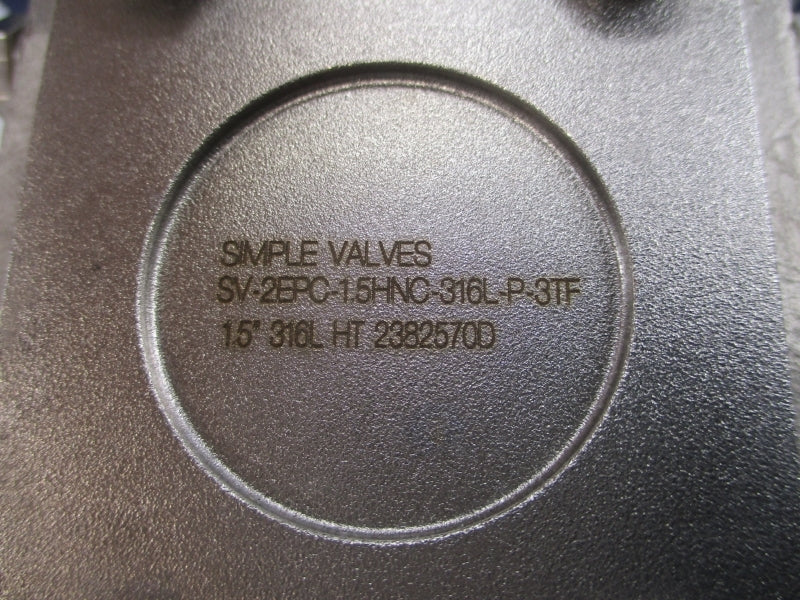 SIMPLE VALVES
SV-2EPC-1.5HNC-316L-P-3TF
1.5" 316L HT 2382570D